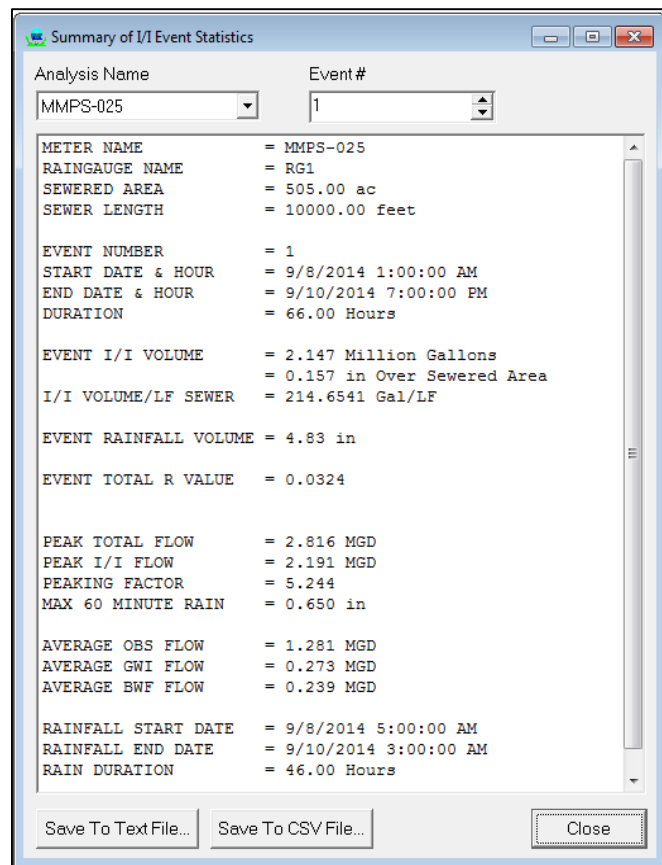 Summary of I/I Event Statistics
Analysis Name Event #
MMPS-025 1
METER NAME = MMPS-025
RAINGAUGE NAME = RG1
SEWERED AREA = 505.00 ac
SEWER LENGTH = 10000.00 feet
EVENT NUMBER = 1
START DATE & HOUR = 9/8/2014 1:00:00 AM
END DATE & HOUR = 9/10/2014 7:00:00 PM
DURATION = 66.00 Hours
EVENT I/I VOLUME = 2.147 Million Gallons
= 0.157 in Over Sewered Area
I/I VOLUME/LF SEWER = 214.6541 Gal/LF
EVENT RAINFALL VOLUME = 4.83 in
EVENT TOTAL R VALUE = 0.0324
PEAK TOTAL FLOW = 2.816 MGD
PEAK I/I FLOW = 2.191 MGD
PEAKING FACTOR = 5.244
MAX 60 MINUTE RAIN = 0.650 in
AVERAGE OBS FLOW = 1.281 MGD
AVERAGE GWI FLOW = 0.273 MGD
AVERAGE BWF FLOW = 0.239 MGD
RAINFALL START DATE = 9/8/2014 5:00:00 AM
RAINFALL END DATE = 9/10/2014 3:00:00 AM
RAIN DURATION = 46.00 Hours
Save To Text File... Save To CSV File... Close